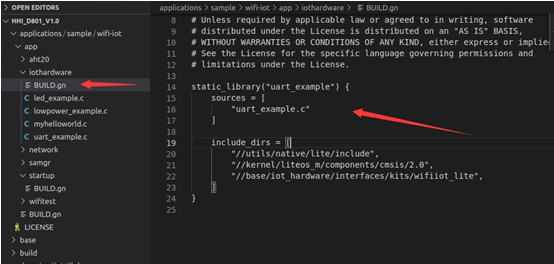 OPEN EDITORS
HHI_D801_V1.0
applications / sample / wifi-iot
app
aht20
iothardware
BUILD.gn
led_example.c
lowpower_example.c
myhelloworld.c
uart_example.c
network
samgr
startup
BUILD.gn
wifitest
BUILD.gn
LICENSE
base
build
applications > sample > wifi-iot > app > iothardware > BUILD.gn
8 # Unless required by applicable law or agreed to in writing, software
9 # distributed under the License is distributed on an "AS IS" BASIS,
10 # WITHOUT WARRANTIES OR CONDITIONS OF ANY KIND, either express or implie
11 # See the License for the specific language governing permissions and
12 # limitations under the License.
13
14 static_library("uart_example") {
15 sources = [
16 "uart_example.c"
17 ]
18
19 include_dirs = [
20 "//utils/native/lite/include",
21 "//kernel/liteos_m/components/cmsis/2.0",
22 "//base/iot_hardware/interfaces/kits/wifiiot_lite",
23 ]
24 }
25